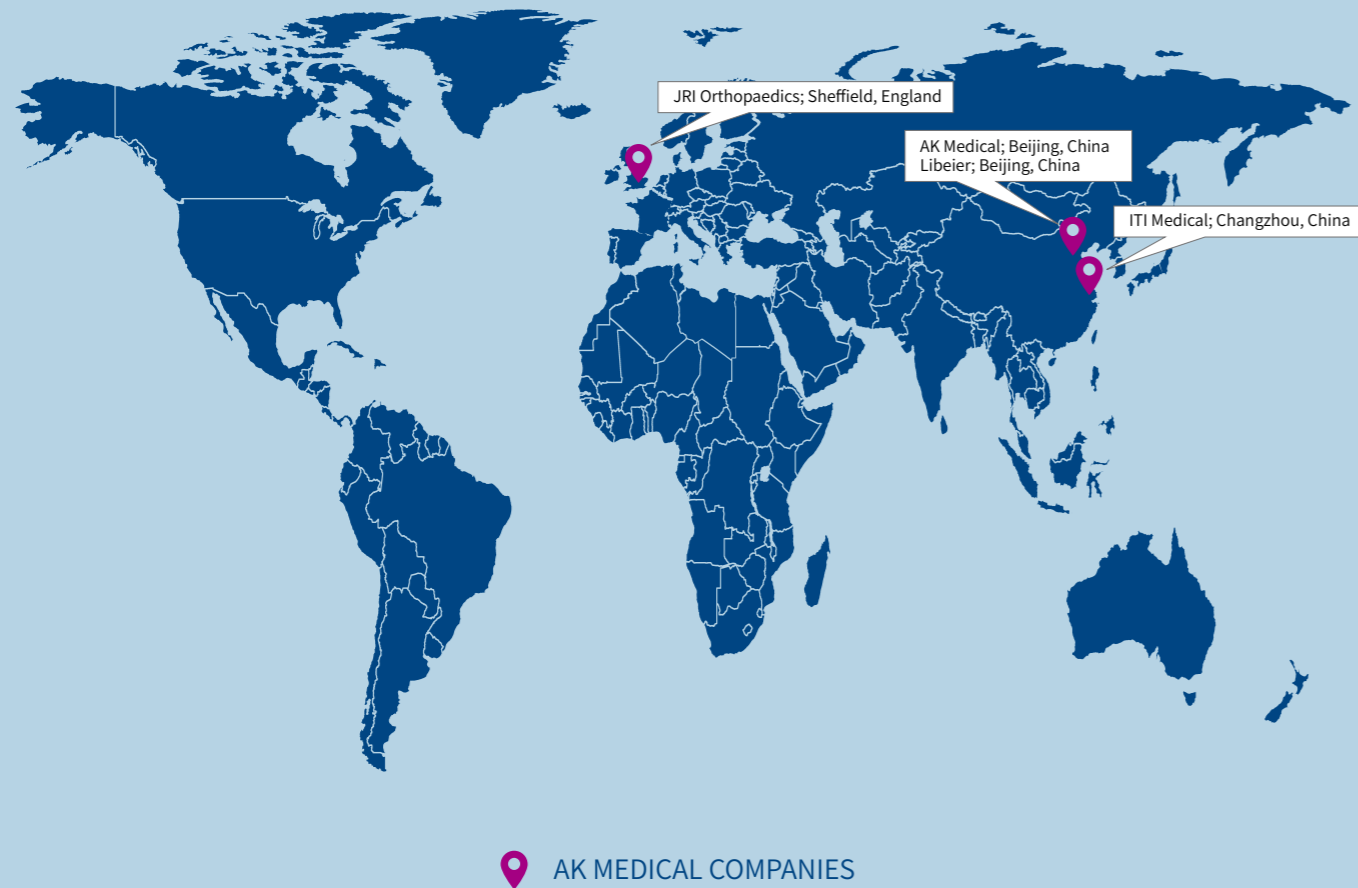 JRI Orthopaedics; Sheffield, England
AK Medical; Beijing, China
Libeier; Beijing, China
ITI Medical; Changzhou, China
AK MEDICAL COMPANIES